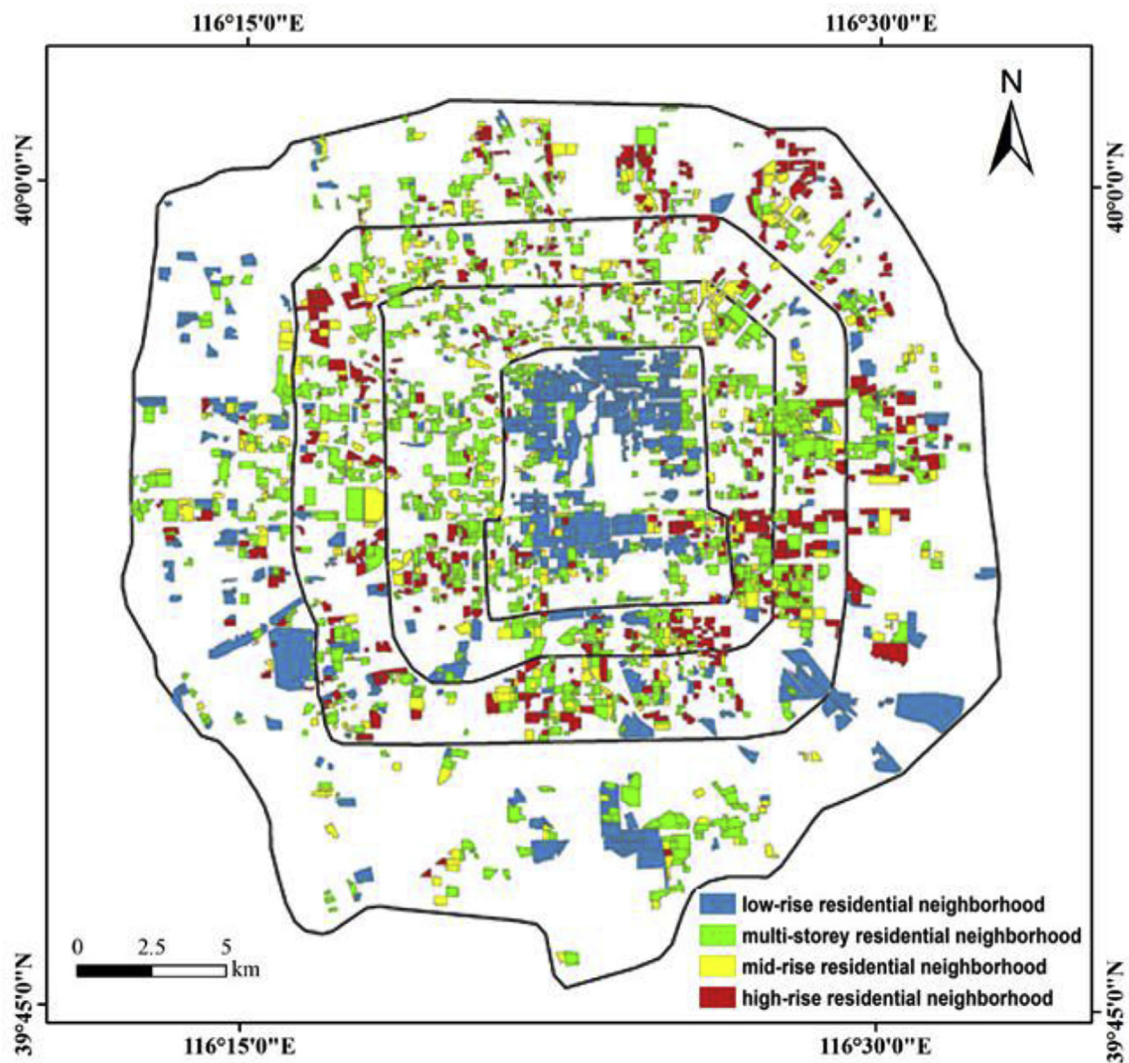 116°15'0"E 116°30'0"E
N
40°0'0"N 40°0'0"N
low-rise residential neighborhood
multi-storey residential neighborhood
mid-rise residential neighborhood
high-rise residential neighborhood
0 2.5 5
km
39°45'0"N 39°45'0"N
116°15'0"E 116°30'0"E